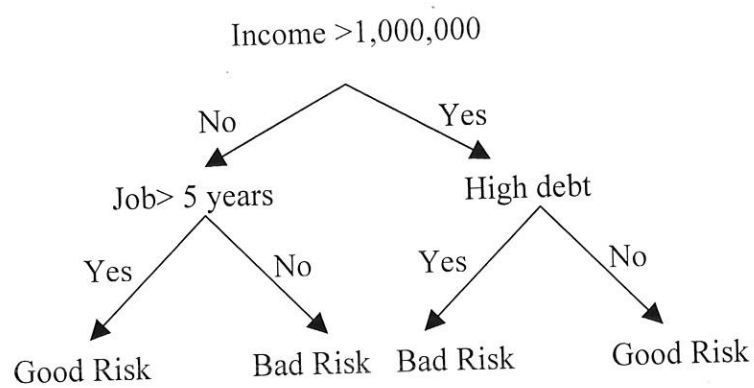 Income >1,000,000
No
Yes
Job> 5 years
High debt
Yes
No
Yes
No
Good Risk
Bad Risk
Bad Risk
Good Risk